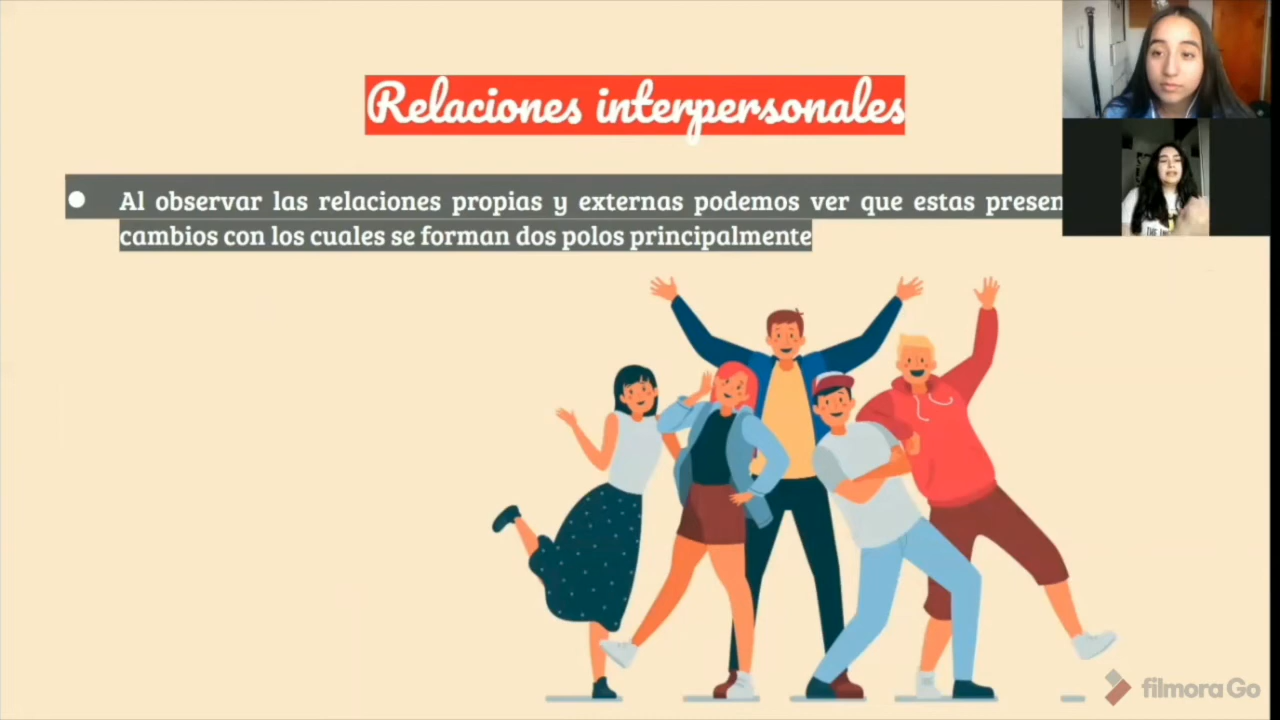 Relaciones interpersonales
Al observar las relaciones propias y externas podemos ver que estas
cambios con los cuales se forman dos polos principalmente
filmora Go